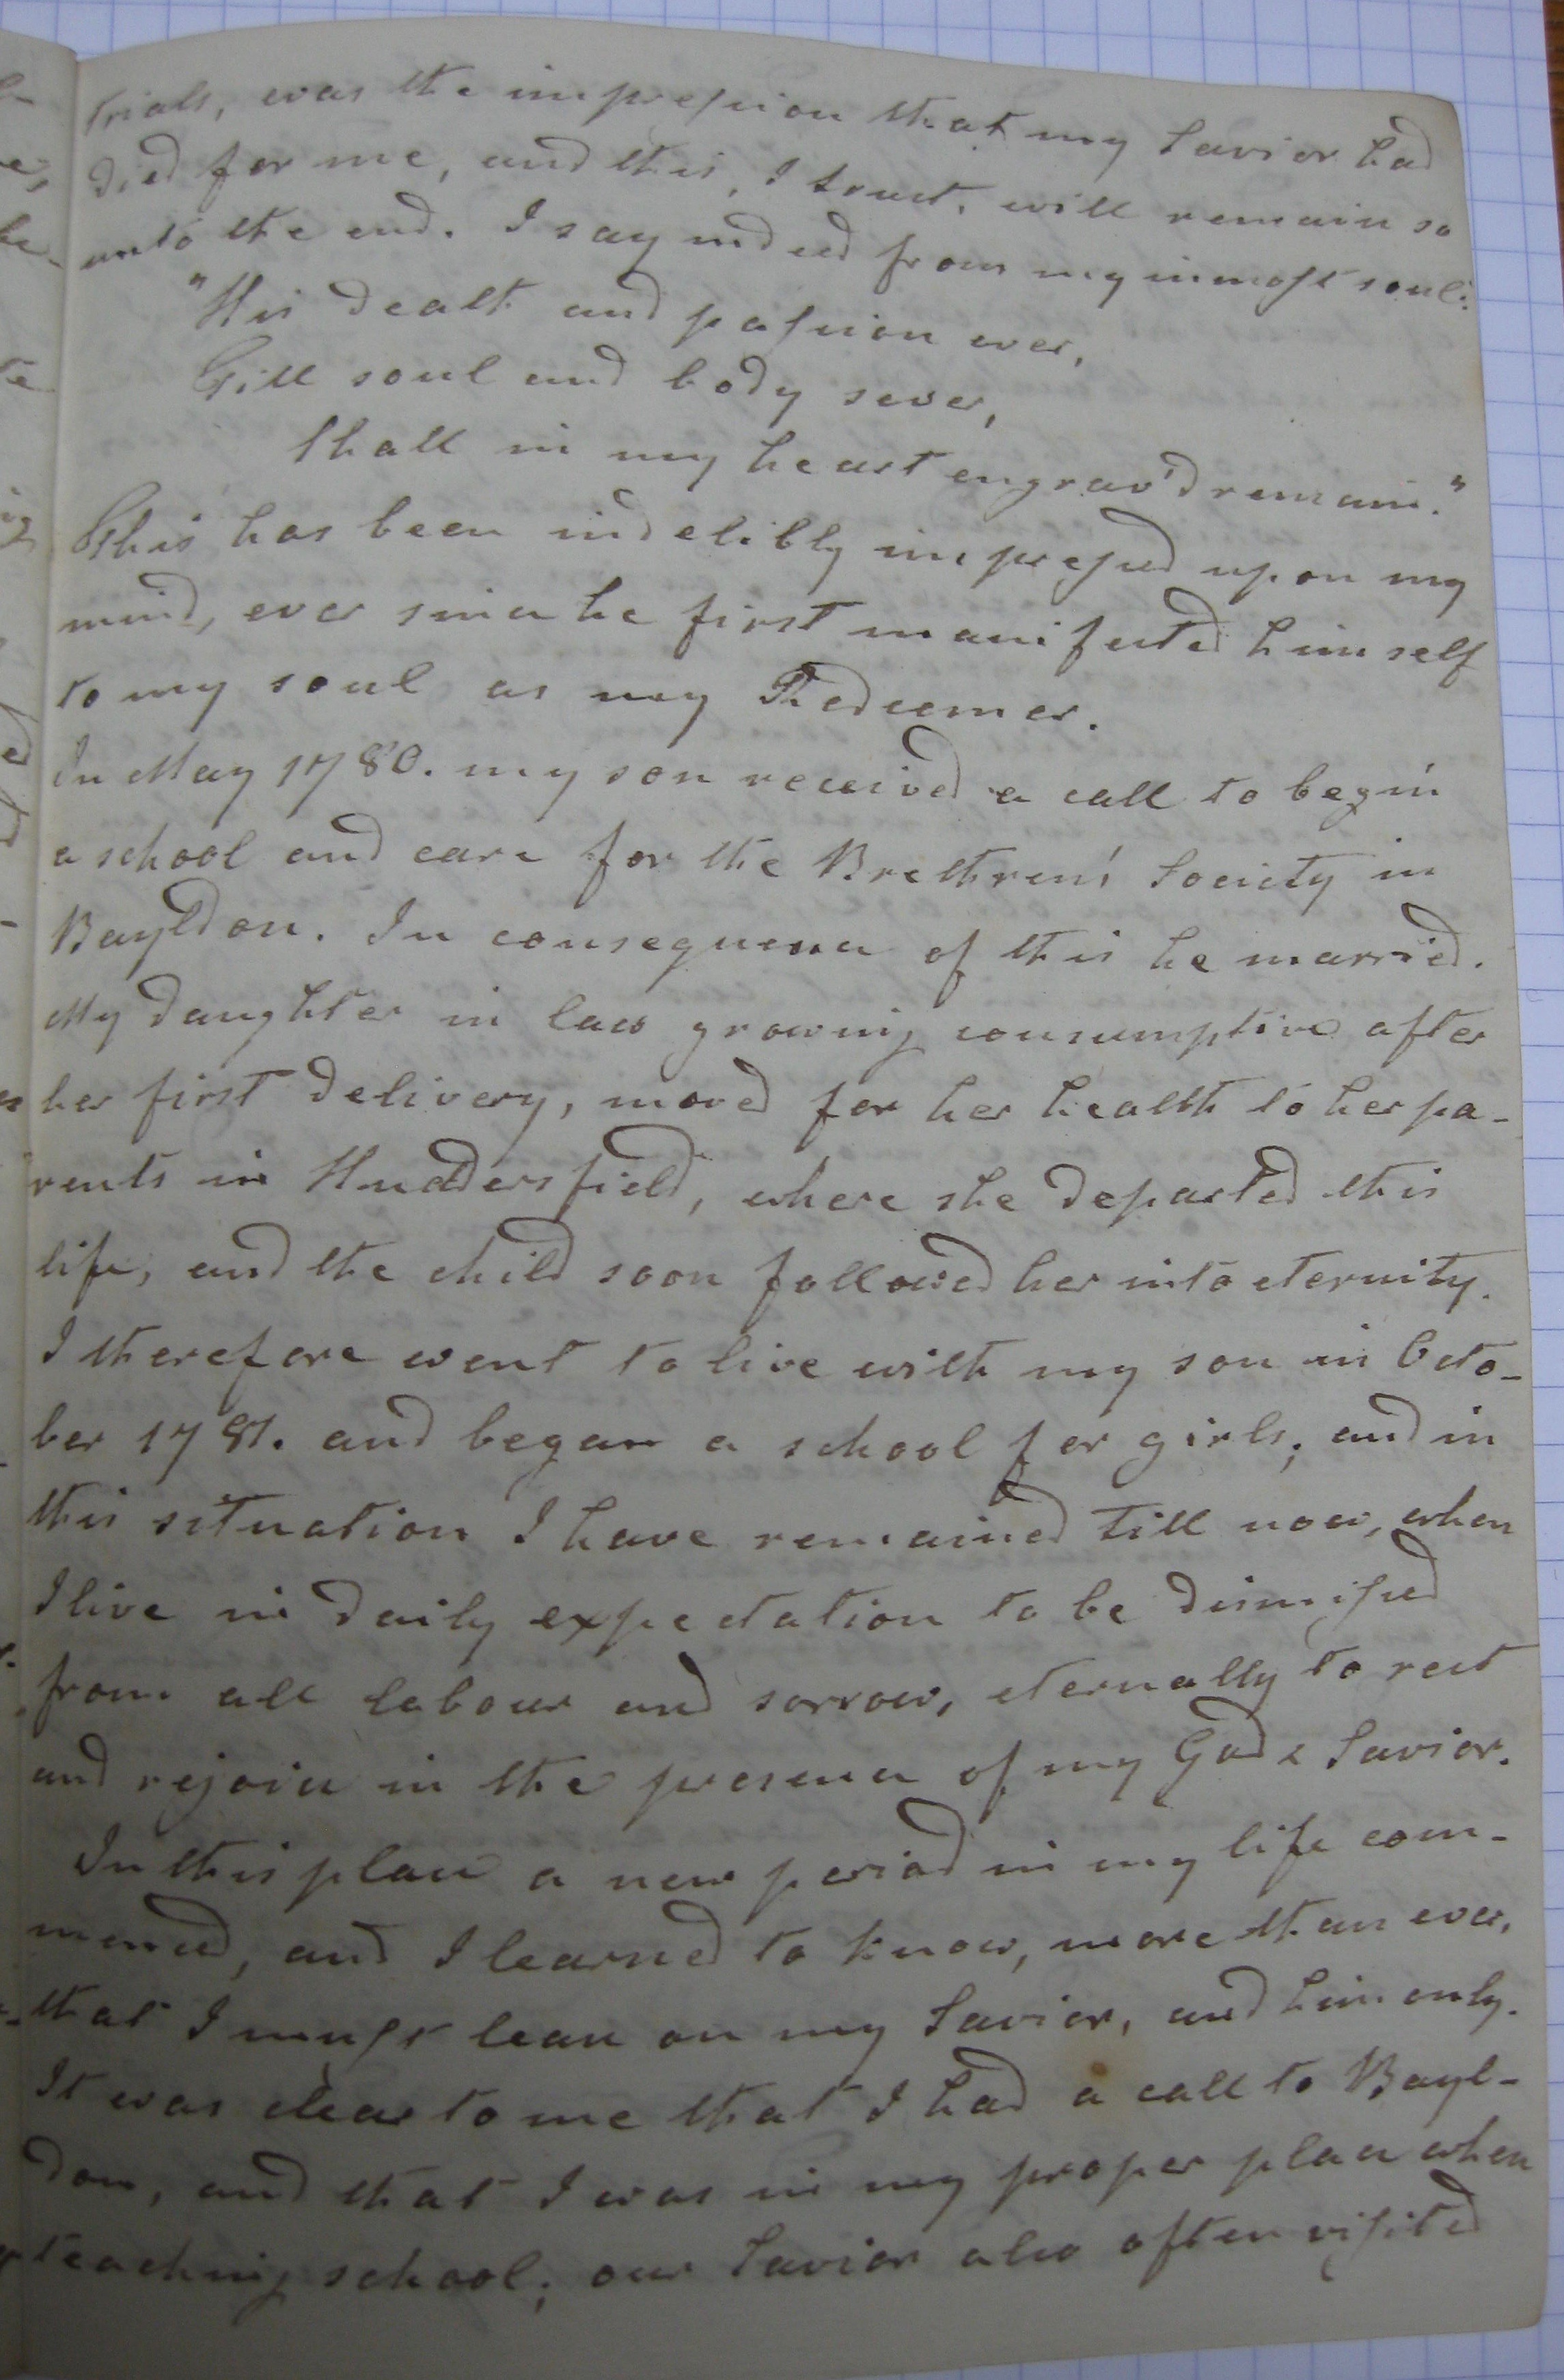 trials, was the impreſsion that my Savior had
died for me, and this, I trust, will remain so
unto the end. I say indeed from my inmoſt soul:
"His death and paſsion ever,
Till soul and body sever,
Shall in my heart engrav'd remain."
This has been indelibly impreſsed upon my
mind, ever since he first manifested himself
to my soul as my Redeemer.
In May 1780. my son received a call to begin
a school and care for the Brethren's Society in
Bayldon. In consequence of this he married.
My daughter in law growing consumptive after
her first delivery, moved for her health to her pa-
rents in Huddersfield, where she departed this
life, and the child soon followed her into eternity.
I therefore went to live with my son in Octo-
ber 1781. and began a school for girls; and in
this situation I have remained till now, when
I live in daily expectation to be dismiſsed
from all labour and sorrow, eternally to rest
and rejoice in the presence of my God & Savior.
In this place a new period in my life com-
menced, and I learned to know, more than ever,
that I muſt lean on my Savior, and him only.
It was clear to me that I had a call to Bayl-
don, and that I was in my proper place when
teaching school; our Savior also often viſited